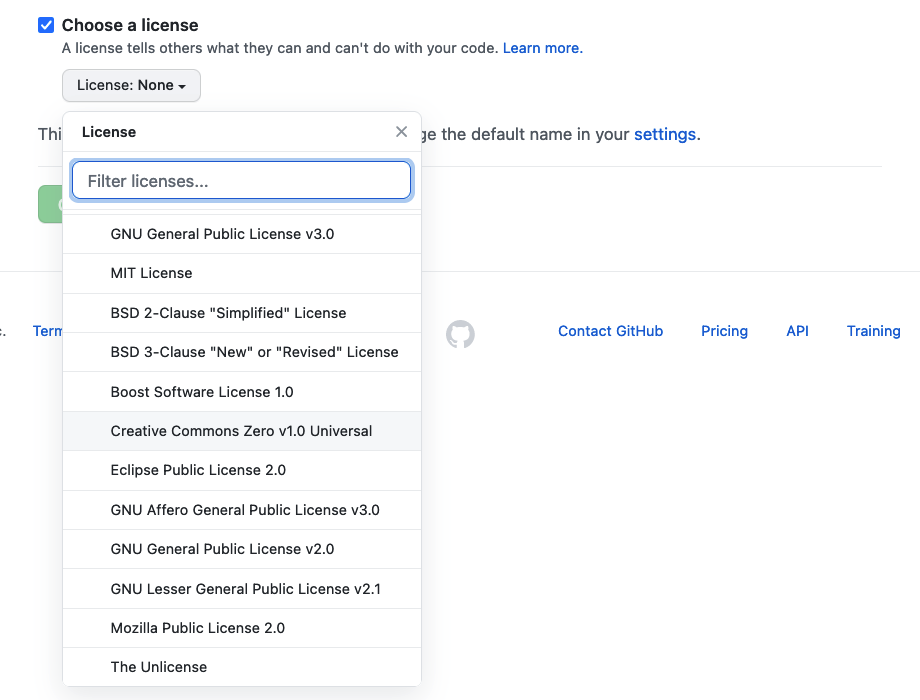 Choose a license
A license tells others what they can and can't do with your code. Learn more.
License: None
License
Filter licenses...
GNU General Public License v3.0
MIT License
BSD 2-Clause "Simplified" License
BSD 3-Clause "New" or "Revised" License
Boost Software License 1.0
Creative Commons Zero v1.0 Universal
Eclipse Public License 2.0
GNU Affero General Public License v3.0
GNU General Public License v2.0
GNU Lesser General Public License v2.1
Mozilla Public License 2.0
The Unlicense
the default name in your settings.
Contact GitHub Pricing API Training